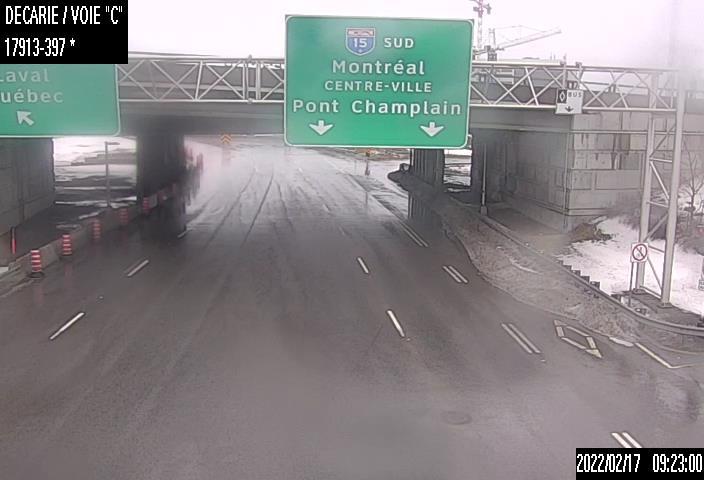 DECARIE / VOIE "C"
17913-397 *
Laval
Québec
15 SUD
Montréal
CENTRE-VILLE
Pont Champlain
BUS
2022/02/17 09:23:00